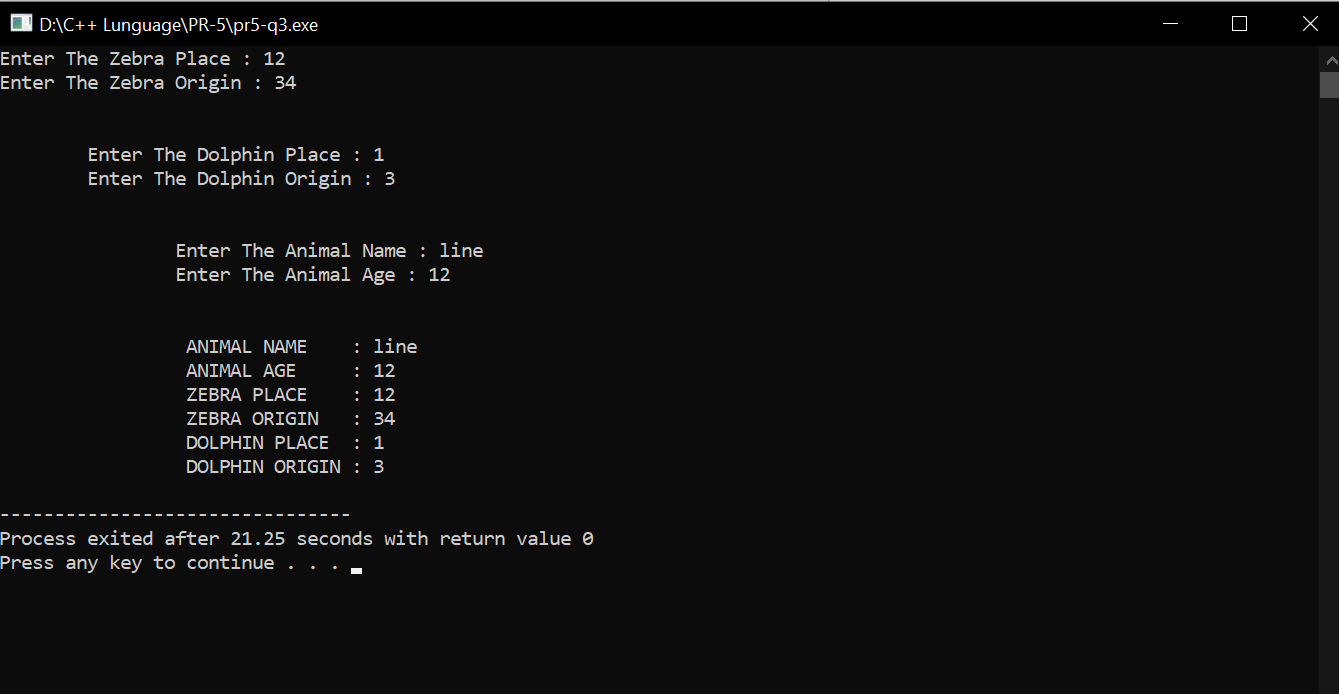 D:\C++ Lunguage\PR-5\pr5-q3.exe
Enter The Zebra Place : 12
Enter The Zebra Origin : 34
Enter The Dolphin Place : 1
Enter The Dolphin Origin : 3
Enter The Animal Name : line
Enter The Animal Age : 12
ANIMAL NAME    : line
ANIMAL AGE     : 12
ZEBRA PLACE    : 12
ZEBRA ORIGIN   : 34
DOLPHIN PLACE  : 1
DOLPHIN ORIGIN : 3
--------------------------------
Process exited after 21.25 seconds with return value 0
Press any key to continue . . .